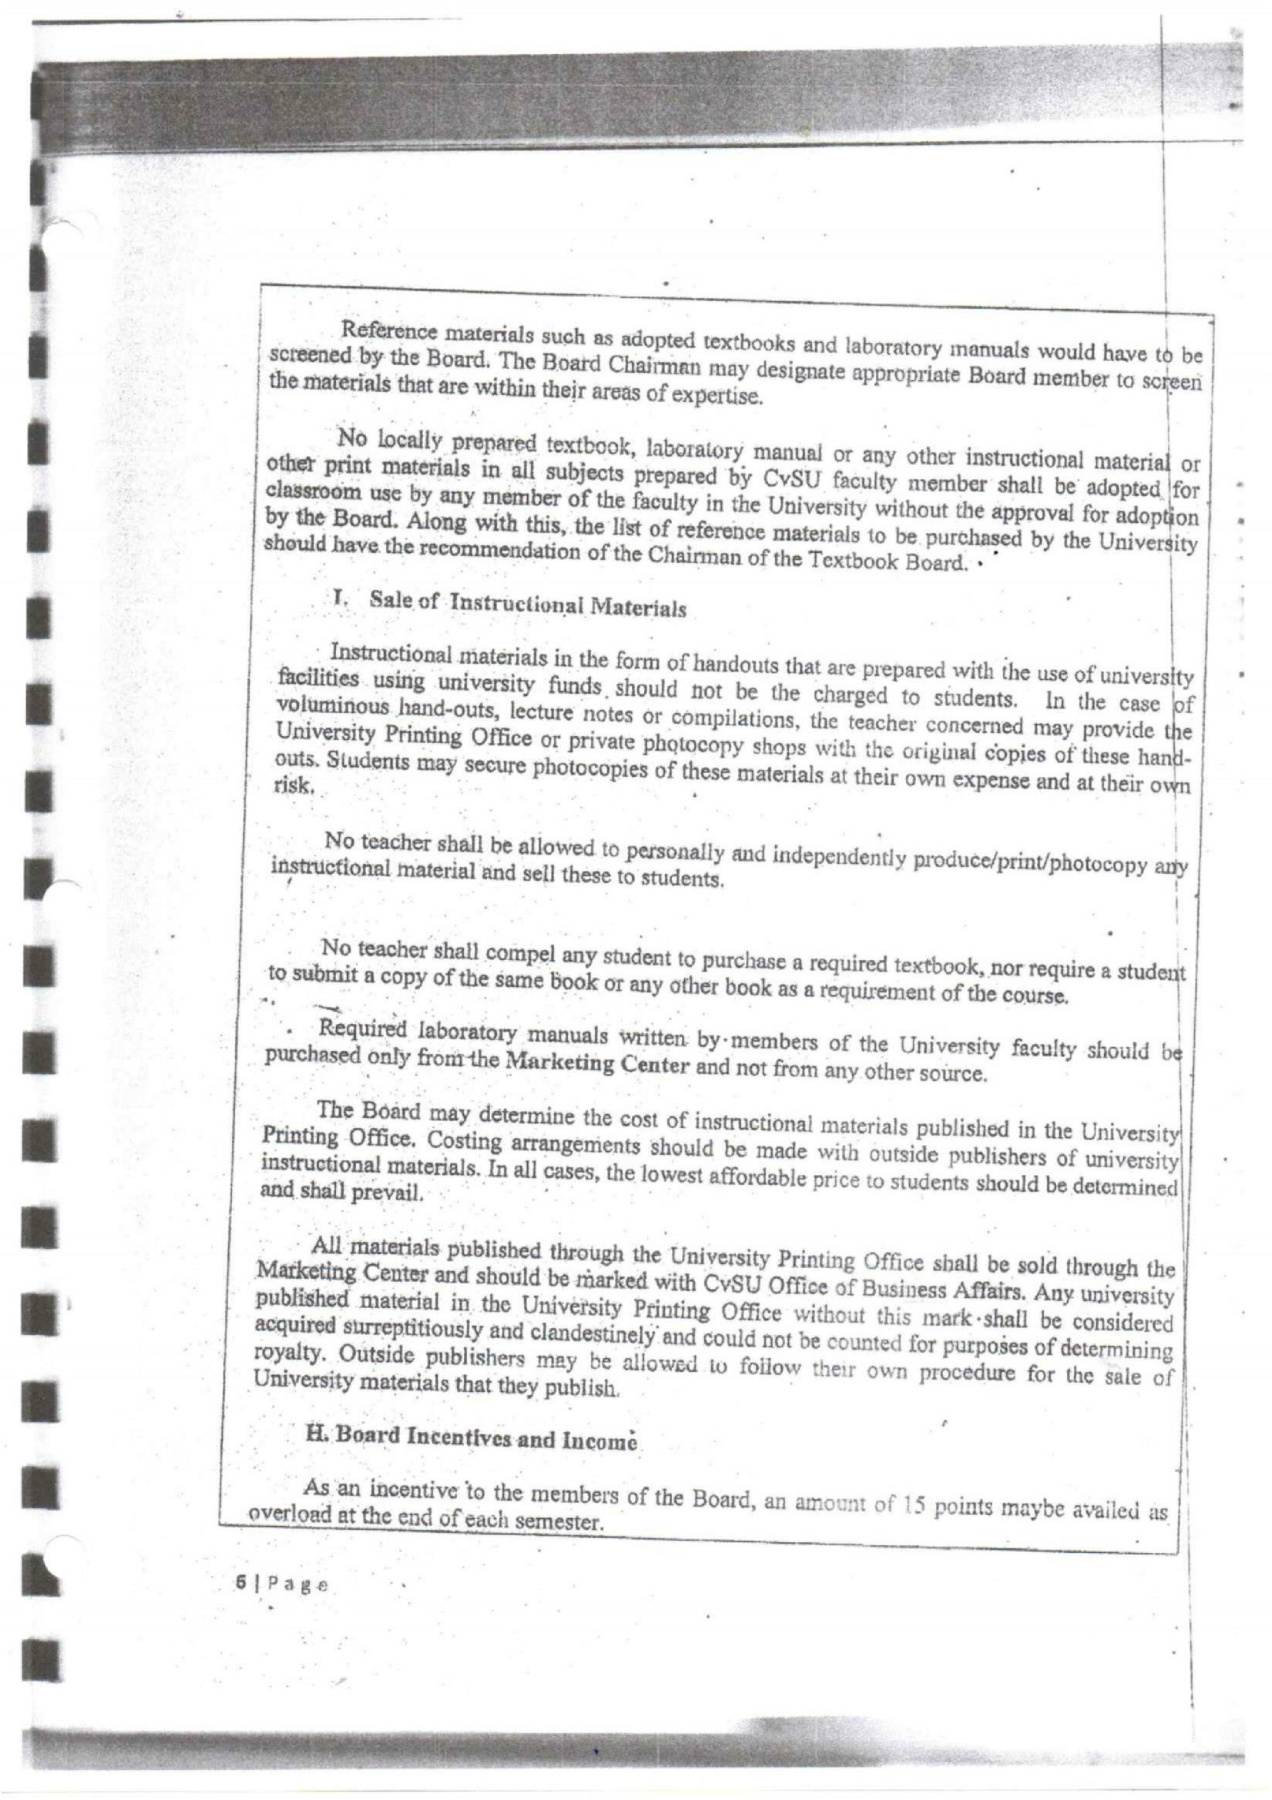 Reference materials such as adopted textbooks and laboratory manuals would have to be
screened by the Board. The Board Chairman may designate appropriate Board member to screen
the materials that are within their areas of expertise.
No locally prepared textbook, laboratory manual or any other instructional material or
other print materials in all subjects prepared by CvSU faculty member shall be adopted for
classroom use by any member of the faculty in the University without the approval for adoption
by the Board. Along with this, the list of reference materials to be purchased by the University
should have the recommendation of the Chairman of the Textbook Board.
I. Sale of Instructional Materials
Instructional materials in the form of handouts that are prepared with the use of university
facilities using university funds should not be the charged to students. In the case of
voluminous hand-outs, lecture notes or compilations, the teacher concerned may provide the
University Printing Office or private photocopy shops with the original copies of these hand-
outs. Students may secure photocopies of these materials at their own expense and at their own
risk.
No teacher shall be allowed to personally and independently produce/print/photocopy any
instructional material and sell these to students.
No teacher shall compel any student to purchase a required textbook, nor require a student
to submit a copy of the same book or any other book as a requirement of the course.
Required laboratory manuals written by members of the University faculty should be
purchased only from the Marketing Center and not from any other source.
The Board may determine the cost of instructional materials published in the University
Printing Office. Costing arrangements should be made with outside publishers of university
instructional materials. In all cases, the lowest affordable price to students should be determined
and shall prevail.
All materials published through the University Printing Office shall be sold through the
Marketing Center and should be marked with CvSU Office of Business Affairs. Any university
published material in the University Printing Office without this mark shall be considered
acquired surreptitiously and clandestinely and could not be counted for purposes of determining
royalty. Outside publishers may be allowed to follow their own procedure for the sale of
University materials that they publish.
H. Board Incentives and Income
As an incentive to the members of the Board, an amount of 15 points maybe availed as
overload at the end of each semester.
6 | Page